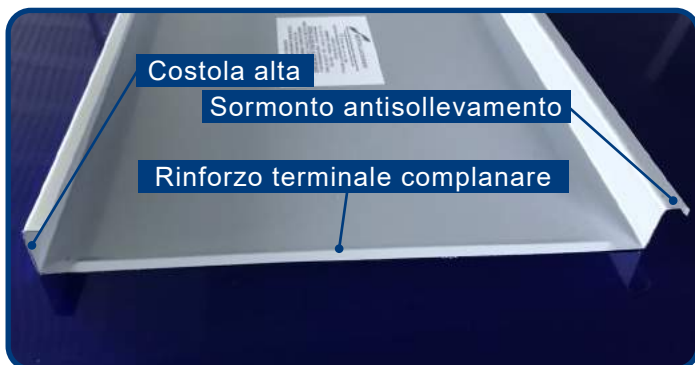 Costola alta
Sormonto antisollevamento
Rinforzo terminale complanare